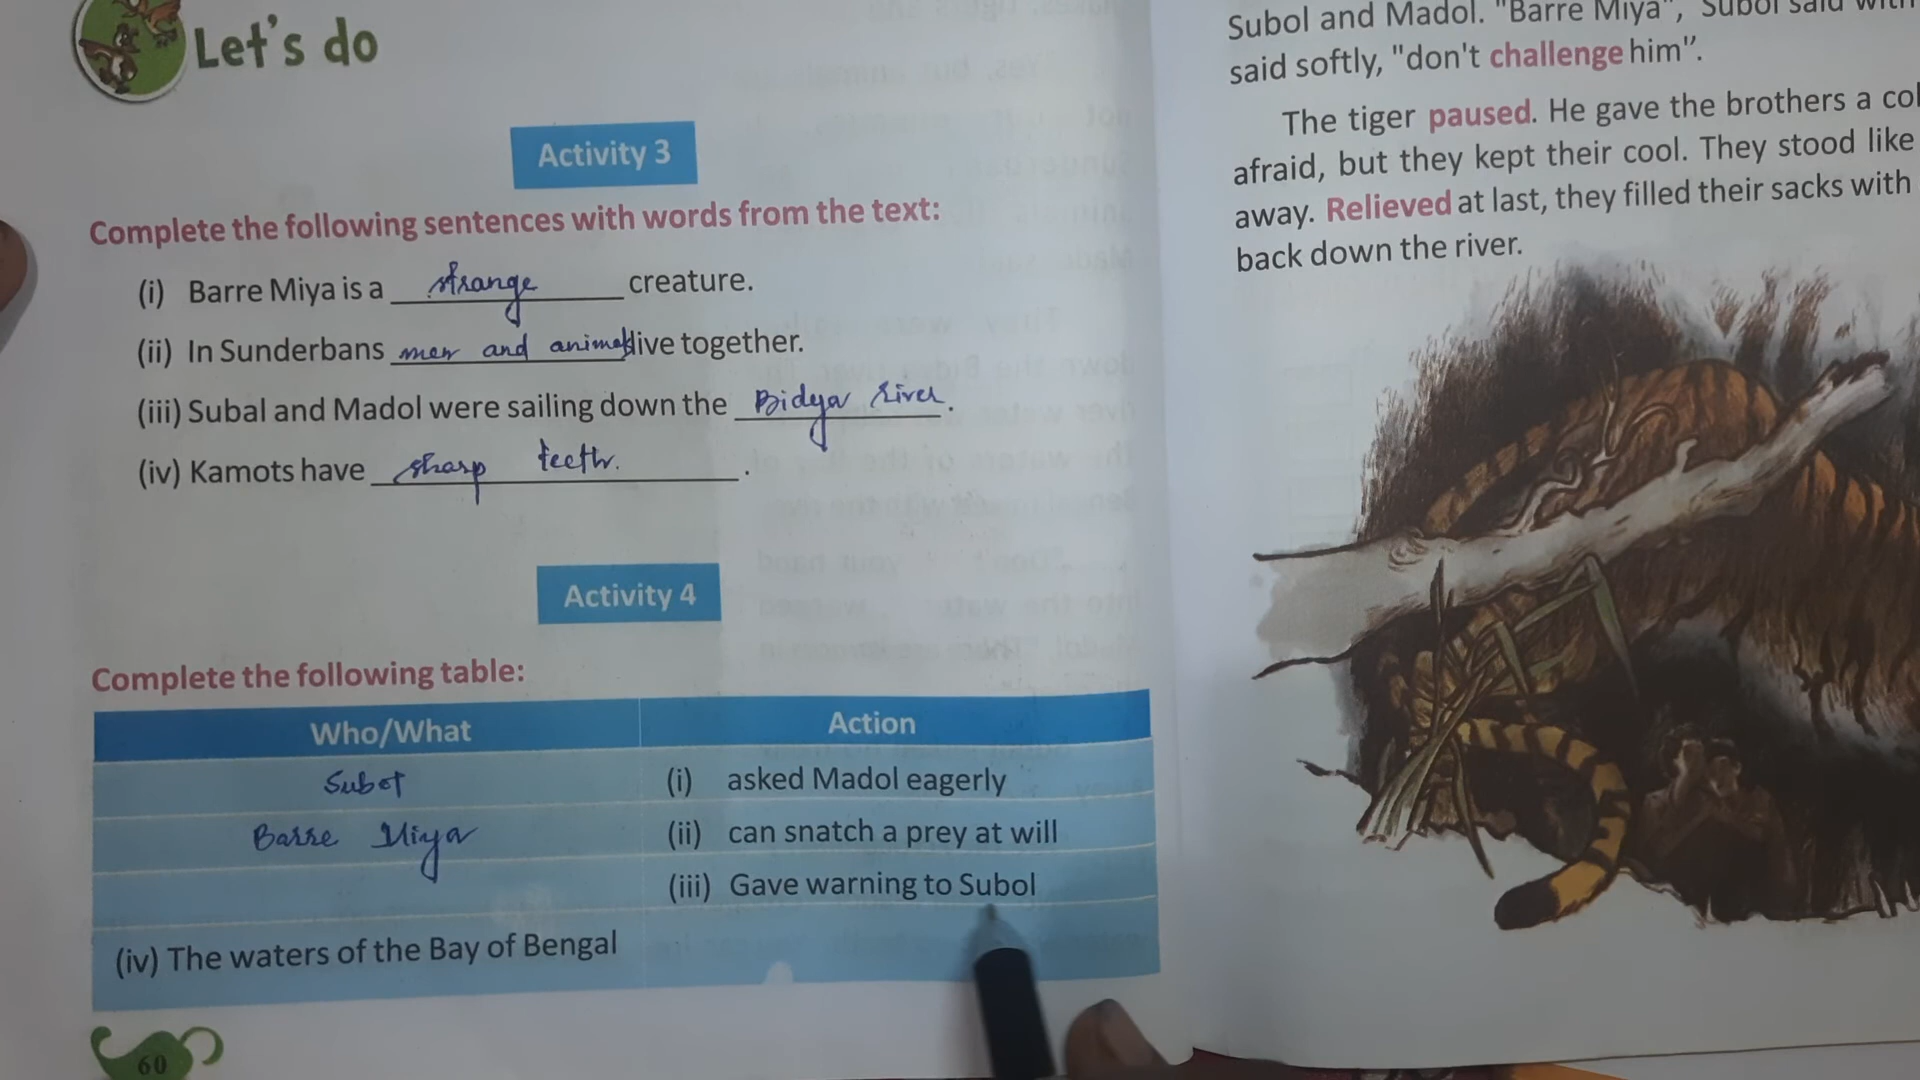 Let's do
Activity 3
Complete the following sentences with words from the text:
(i) Barre Miya is a strange creature.
(ii) In Sunderbans men and animals live together.
(iii) Subal and Madol were sailing down the Bidya River.
(iv) Kamots have sharp teeth. .
Activity 4
Complete the following table:
Who/What Action
Subol (i) asked Madol eagerly
Barre Miya (ii) can snatch a prey at will
(iii) Gave warning to Subol
(iv) The waters of the Bay of Bengal
60
Subol and Madol. "Barre Miya", Subol said with
said softly, "don't challenge him".
The tiger paused. He gave the brothers a
afraid, but they kept their cool. They stood like
away. Relieved at last, they filled their sacks with
back down the river.